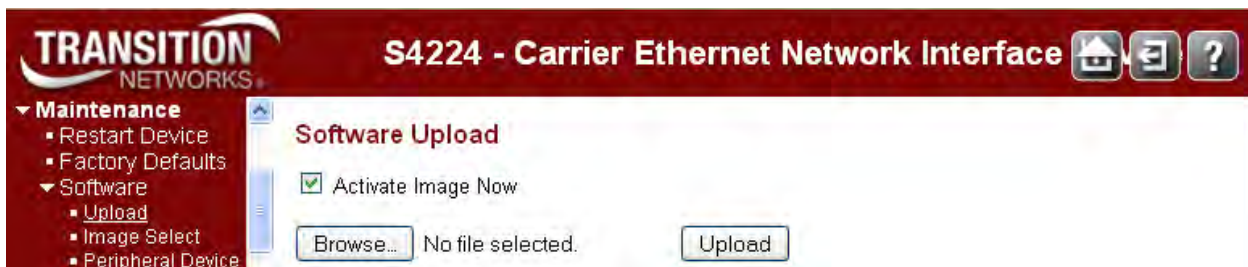 TRANSITION
NETWORKS®
S4224 - Carrier Ethernet Network Interface
?
Maintenance
Restart Device
Factory Defaults
Software
Upload
Image Select
Peripheral Device
Software Upload
Activate Image Now
Browse... No file selected. Upload